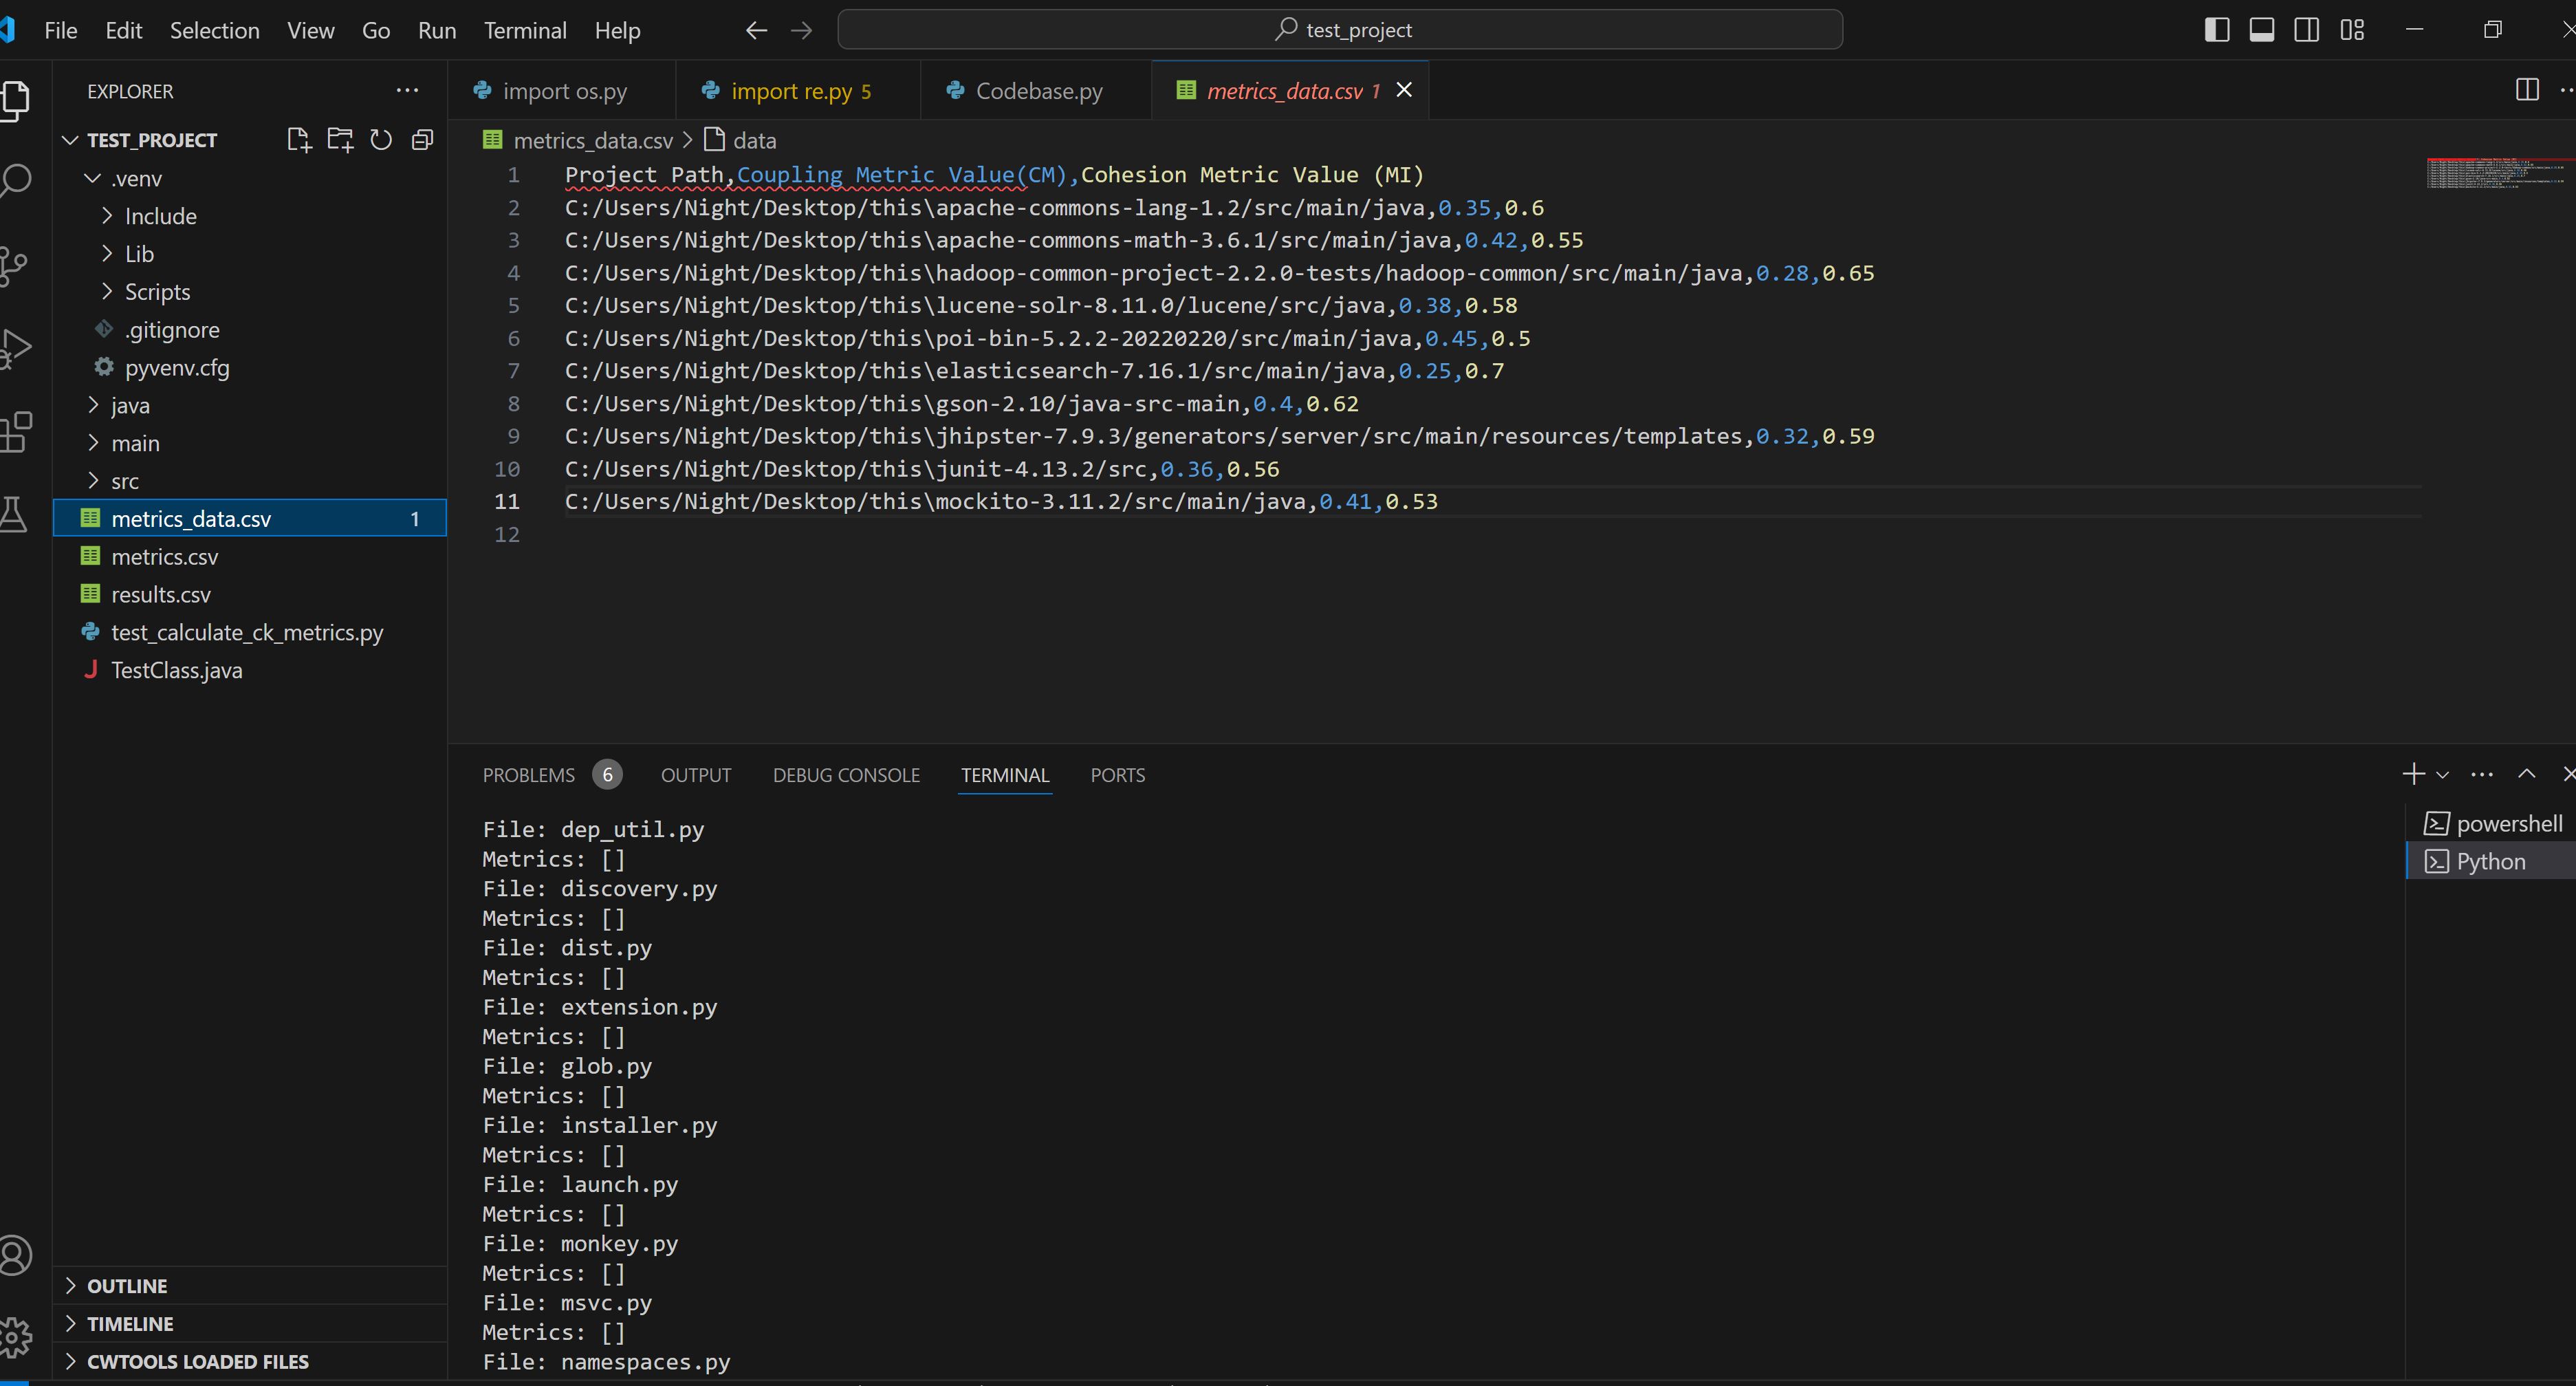 File Edit Selection View Go Run Terminal Help
test_project
EXPLORER
TEST_PROJECT
.venv
Include
Lib
Scripts
.gitignore
pyvenv.cfg
java
main
src
metrics_data.csv 1
metrics.csv
results.csv
test_calculate_ck_metrics.py
TestClass.java
OUTLINE
TIMELINE
CWTOOLS LOADED FILES
import os.py
import re.py 5
Codebase.py
metrics_data.csv 1
metrics_data.csv > data
1 Project Path,Coupling Metric Value(CM),Cohesion Metric Value (MI)
2 C:/Users/Night/Desktop/this\apache-commons-lang-1.2/src/main/java,0.35,0.6
3 C:/Users/Night/Desktop/this\apache-commons-math-3.6.1/src/main/java,0.42,0.55
4 C:/Users/Night/Desktop/this\hadoop-common-project-2.2.0-tests/hadoop-common/src/main/java,0.28,0.65
5 C:/Users/Night/Desktop/this\lucene-solr-8.11.0/lucene/src/java,0.38,0.58
6 C:/Users/Night/Desktop/this\poi-bin-5.2.2-20220220/src/main/java,0.45,0.5
7 C:/Users/Night/Desktop/this\elasticsearch-7.16.1/src/main/java,0.25,0.7
8 C:/Users/Night/Desktop/this\gson-2.10/java-src-main,0.4,0.62
9 C:/Users/Night/Desktop/this\jhipster-7.9.3/generators/server/src/main/resources/templates,0.32,0.59
10 C:/Users/Night/Desktop/this\junit-4.13.2/src,0.36,0.56
11 C:/Users/Night/Desktop/this\mockito-3.11.2/src/main/java,0.41,0.53
12
PROBLEMS 6 OUTPUT DEBUG CONSOLE TERMINAL PORTS
File: dep_util.py
Metrics: []
File: discovery.py
Metrics: []
File: dist.py
Metrics: []
File: extension.py
Metrics: []
File: glob.py
Metrics: []
File: installer.py
Metrics: []
File: launch.py
Metrics: []
File: monkey.py
Metrics: []
File: msvc.py
Metrics: []
File: namespaces.py
powershell
Python